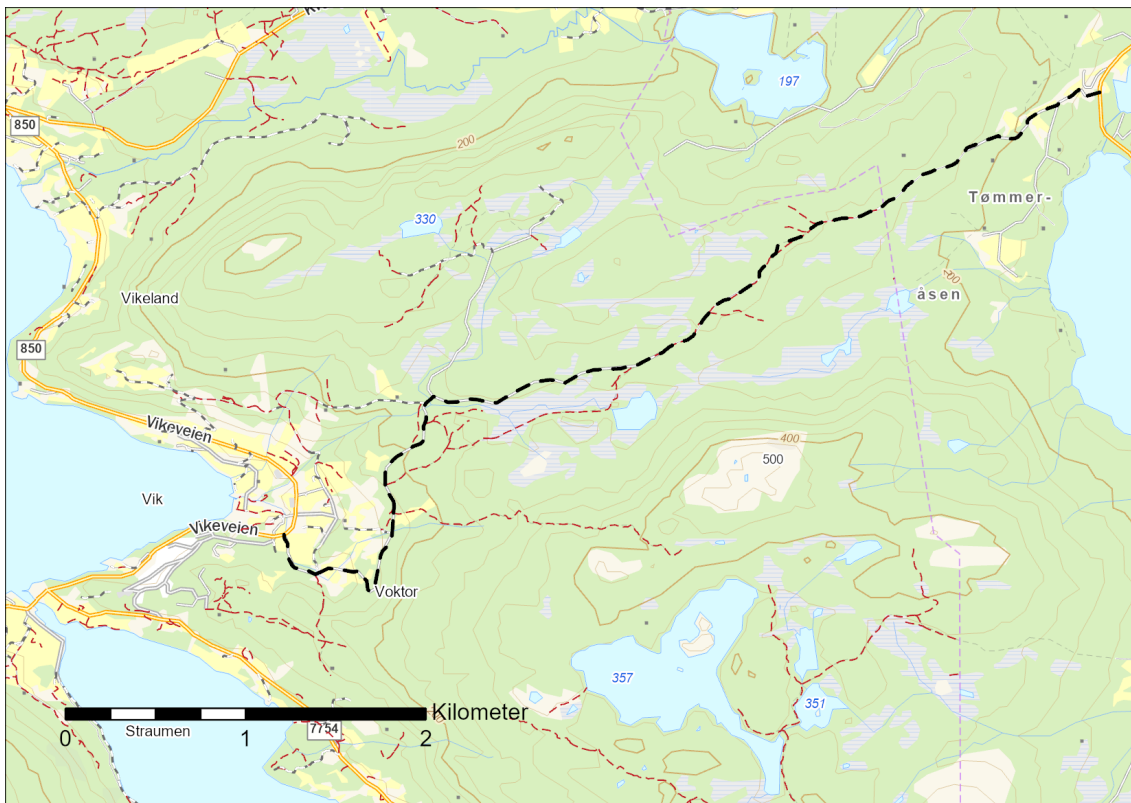 197
850
200
Tømmer-
330
200
åsen
Vikeland
850
Vikeveien
400
500
Vik
Vikeveien
Voktor
357
351
Kilometer
Straumen
7754
0
1
2